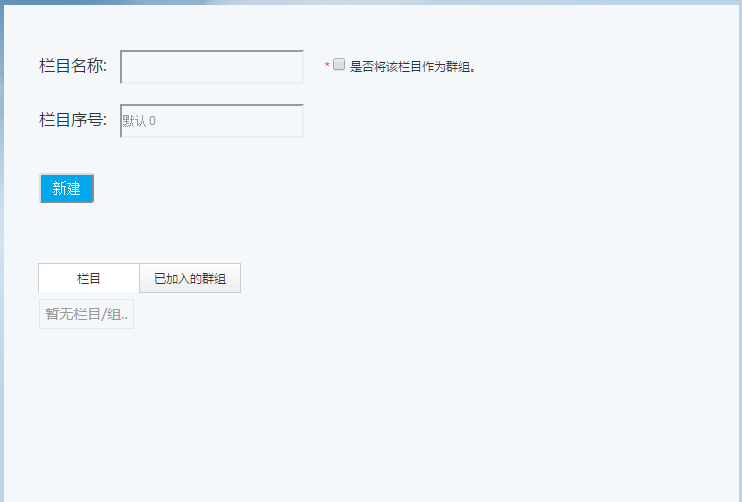 栏目名称: * 是否将该栏目作为群组。
栏目序号: 默认 0
新建
栏目 已加入的群组
暂无栏目/组..